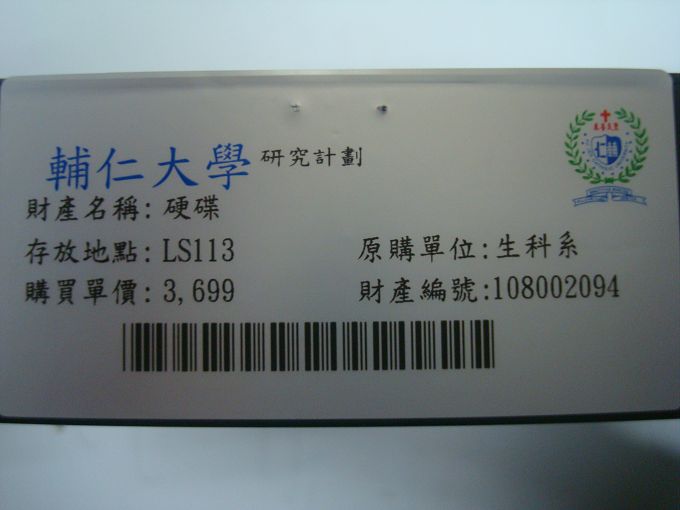 輔仁大學 研究計劃
財產名稱: 硬碟
存放地點: LS113 原購單位:生科系
購買單價: 3,699 財產編號:108002094